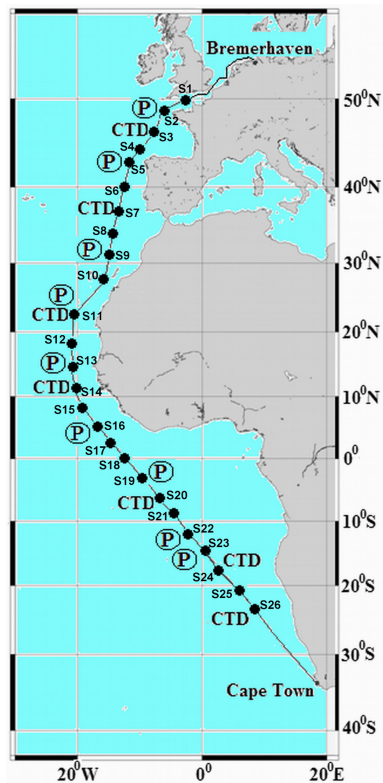 Bremerhaven
S1
50⁰N
P
S2
CTD
S3
S4
P
S5
S6
40⁰N
CTD
S7
S8
P
S9
30⁰N
S10
P
CTD
S11
20⁰N
S12
P
S13
CTD
S14
10⁰N
S15
P
S16
S17
S18
0⁰
S19
P
CTD
S20
S21
10⁰S
S22
P
S23
P
CTD
S24
20⁰S
S25
CTD
S26
30⁰S
Cape Town
40⁰S
20⁰W
0⁰
20⁰E